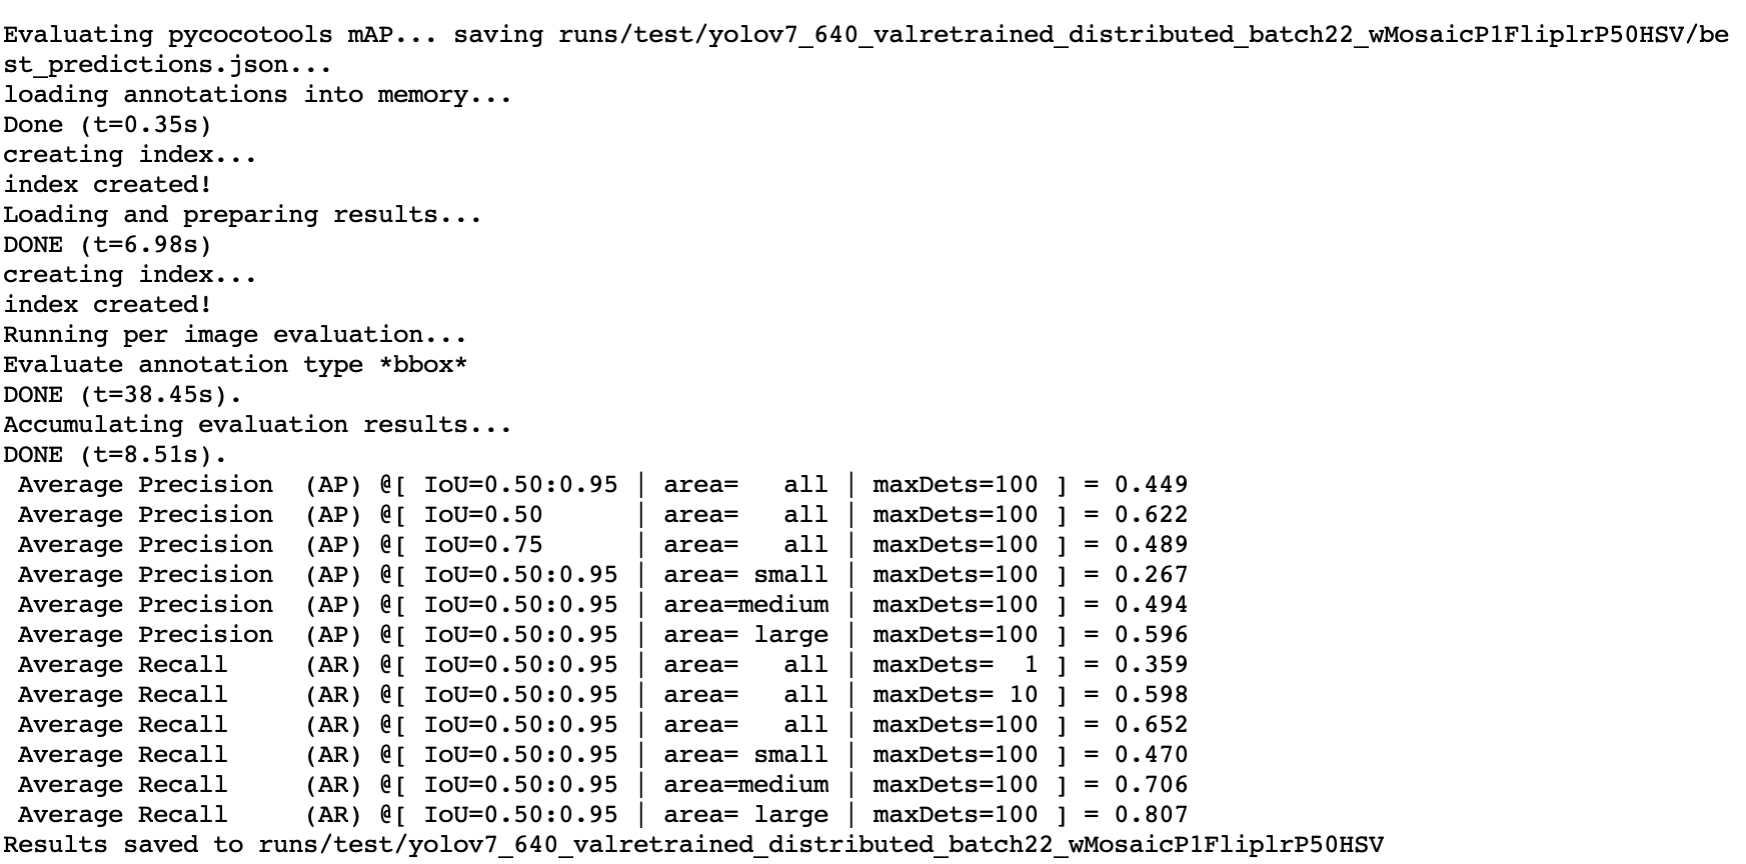 Evaluating pycocotools mAP... saving runs/test/yolov7_640_valretrained_distributed_batch22_wMosaicP1FliplrP50HSV/be
st_predictions.json...
loading annotations into memory...
Done (t=0.35s)
creating index...
index created!
Loading and preparing results...
DONE (t=6.98s)
creating index...
index created!
Running per image evaluation...
Evaluate annotation type *bbox*
DONE (t=38.45s).
Accumulating evaluation results...
DONE (t=8.51s).
 Average Precision  (AP) @[ IoU=0.50:0.95 | area=   all | maxDets=100 ] = 0.449
 Average Precision  (AP) @[ IoU=0.50      | area=   all | maxDets=100 ] = 0.622
 Average Precision  (AP) @[ IoU=0.75      | area=   all | maxDets=100 ] = 0.489
 Average Precision  (AP) @[ IoU=0.50:0.95 | area= small | maxDets=100 ] = 0.267
 Average Precision  (AP) @[ IoU=0.50:0.95 | area=medium | maxDets=100 ] = 0.494
 Average Precision  (AP) @[ IoU=0.50:0.95 | area= large | maxDets=100 ] = 0.596
 Average Recall     (AR) @[ IoU=0.50:0.95 | area=   all | maxDets=  1 ] = 0.359
 Average Recall     (AR) @[ IoU=0.50:0.95 | area=   all | maxDets= 10 ] = 0.598
 Average Recall     (AR) @[ IoU=0.50:0.95 | area=   all | maxDets=100 ] = 0.652
 Average Recall     (AR) @[ IoU=0.50:0.95 | area= small | maxDets=100 ] = 0.470
 Average Recall     (AR) @[ IoU=0.50:0.95 | area=medium | maxDets=100 ] = 0.706
 Average Recall     (AR) @[ IoU=0.50:0.95 | area= large | maxDets=100 ] = 0.807
Results saved to runs/test/yolov7_640_valretrained_distributed_batch22_wMosaicP1FliplrP50HSV